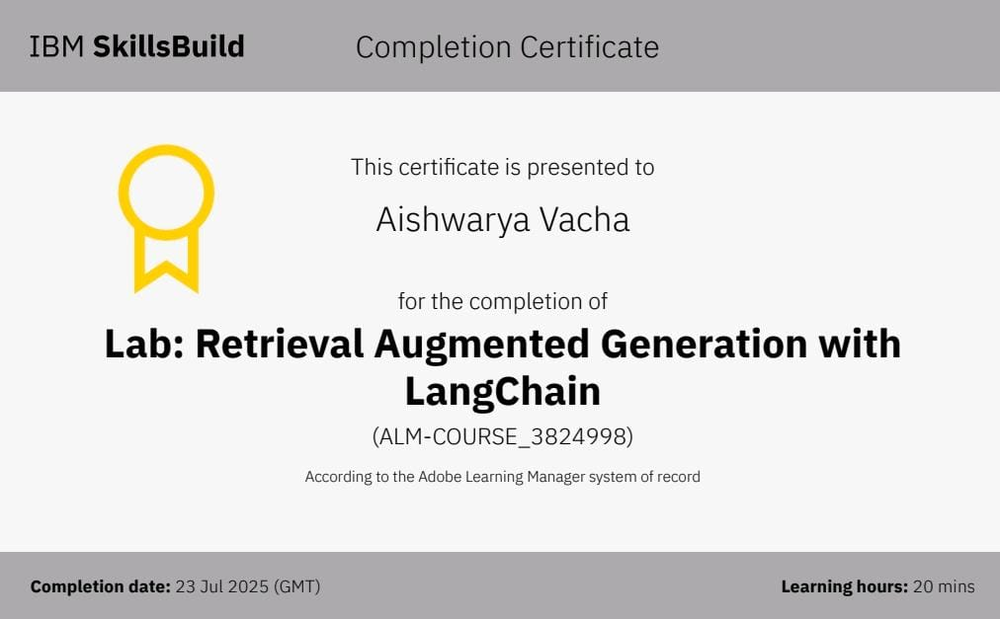 IBM SkillsBuild
Completion Certificate
This certificate is presented to
Aishwarya Vacha
for the completion of
Lab: Retrieval Augmented Generation with
LangChain
(ALM-COURSE_3824998)
According to the Adobe Learning Manager system of record
Completion date: 23 Jul 2025 (GMT)
Learning hours: 20 mins